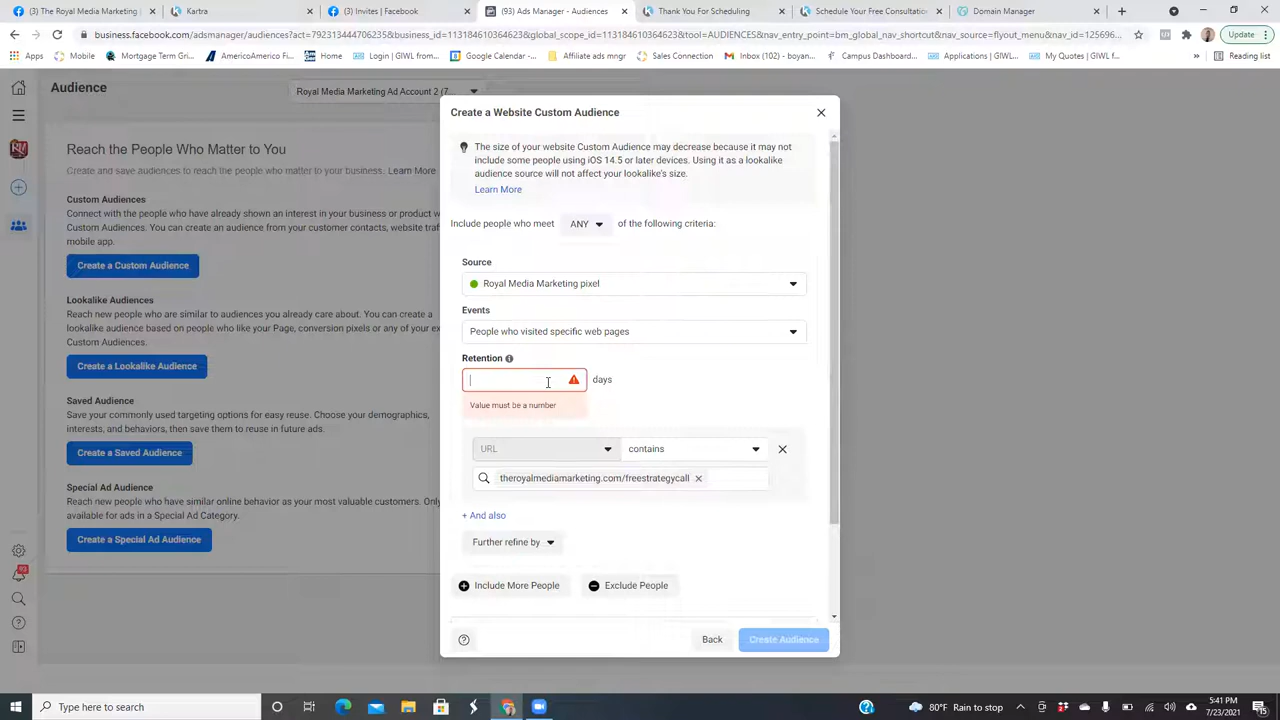 (3) The Royal Media Marketing
Kartra
(3) Invites | Facebook
(93) Ads Manager - Audiences
Thank You For Scheduling
Schedule Your Free Consultation
Domain Manager
business.facebook.com/adsmanager/audiences?act=792313444706235&business_id=113184610364623&global_scope_id=113184610364623&tool=AUDIENCES&nav_entry_point=bm_global_nav_shortcut&nav_source=flyout_menu&nav_id=125696...
Update
Apps
Mobile
Mortgage Term Gri...
AmericoAmerico Fi...
Home
Login | GIWL from...
Google Calendar -...
Affiliate ads mrgr
Sales Connection
Inbox (102) - boyan...
Campus Dashboard...
Applications | GIWL...
My Quotes | GIWL f...
»
Reading list
Audience
Royal Media Marketing Ad Account 2 (7...
Reach the People Who Matter to You
Create and save audiences to reach the people who matter to your business. Learn More
Custom Audiences
Connect with the people who have already shown an interest in your business or product w
Custom Audiences. You can create an audience from your customer contacts, website traf
mobile app.
Create a Custom Audience
Lookalike Audiences
Reach new people who are similar to audiences you already care about. You can create a
lookalike audience based on people who like your Page, conversion pixels or any of your ex
Custom Audiences.
Create a Lookalike Audience
Saved Audience
Save your commonly used targeting options for easy reuse. Choose your demographics,
interests, and behaviors, then save them to reuse in future ads.
Create a Saved Audience
Special Ad Audience
Reach new people who have similar online behavior as your most valuable customers. Only
available for ads in a Special Ad Category.
Create a Special Ad Audience
93
Create a Website Custom Audience
The size of your website Custom Audience may decrease because it may not
include some people using iOS 14.5 or later devices. Using it as a lookalike
audience source will not affect your lookalike's size.
Learn More
Include people who meet ANY of the following criteria:
Source
Royal Media Marketing pixel
Events
People who visited specific web pages
Retention
days
Value must be a number
URL
contains
theroyalmediamarketing.com/freestrategycall
+ And also
Further refine by
Include More People
Exclude People
Back
Create Audience
Type here to search
80°F Rain to stop
5:41 PM
7/23/2021